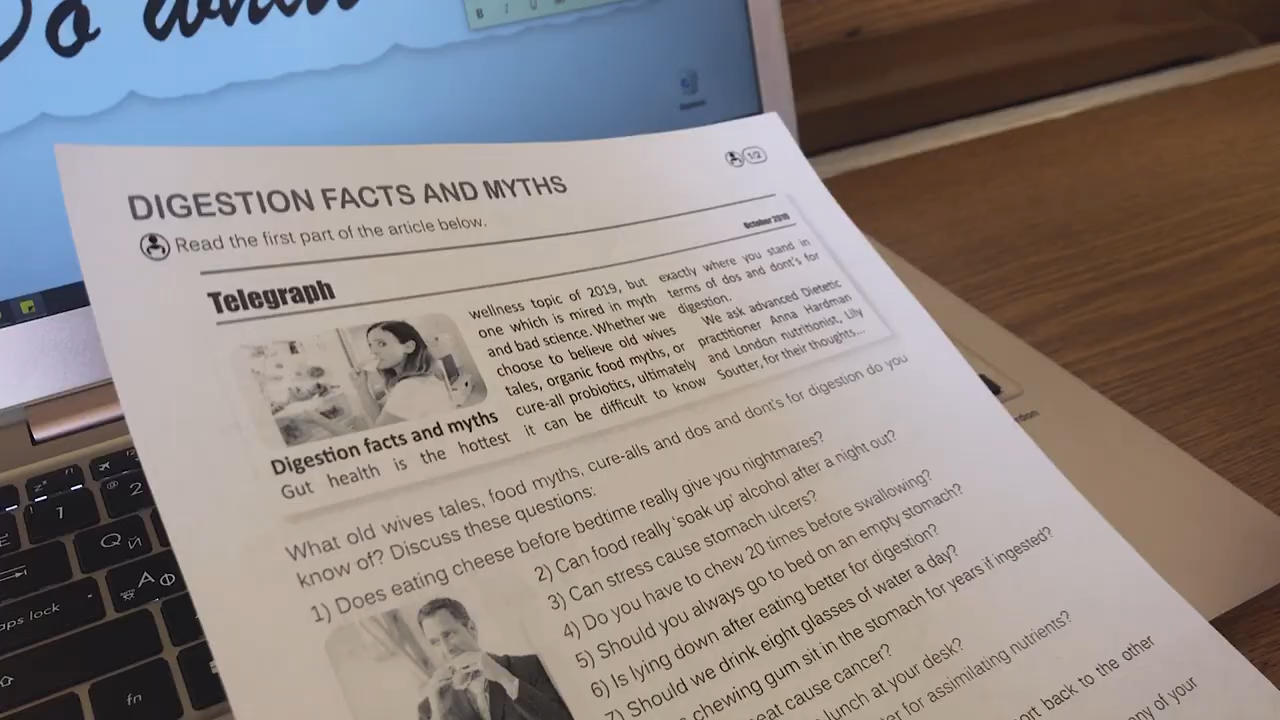 Do what
B I U
1/2
DIGESTION FACTS AND MYTHS
Read the first part of the article below.
October 2019
Telegraph
Digestion facts and myths
Gut health is the hottest
wellness topic of 2019, but
one which is mired in myth
and bad science. Whether we
choose to believe old wives
tales, organic food myths, or
cure-all probiotics, ultimately
it can be difficult to know
exactly where you stand in
terms of dos and dont's for
digestion.
We ask advanced Dietetic
practitioner Anna Hardman
and London nutritionist, Lily
Soutter, for their thoughts...
What old wives tales, food myths, cure-alls and dos and dont's for digestion do you
know of? Discuss these questions:
1) Does eating cheese before bedtime really give you nightmares?
2) Can food really 'soak up' alcohol after a night out?
3) Can stress cause stomach ulcers?
4) Do you have to chew 20 times before swallowing?
5) Should you always go to bed on an empty stomach?
6) Is lying down after eating better for digestion?
7) Should we drink eight glasses of water a day?
chewing gum sit in the stomach for years if ingested?
eat cause cancer?
lunch at your desk?
for assimilating nutrients?
back to the other
of your
1
2
Q Й
A Ф
caps lock
fn